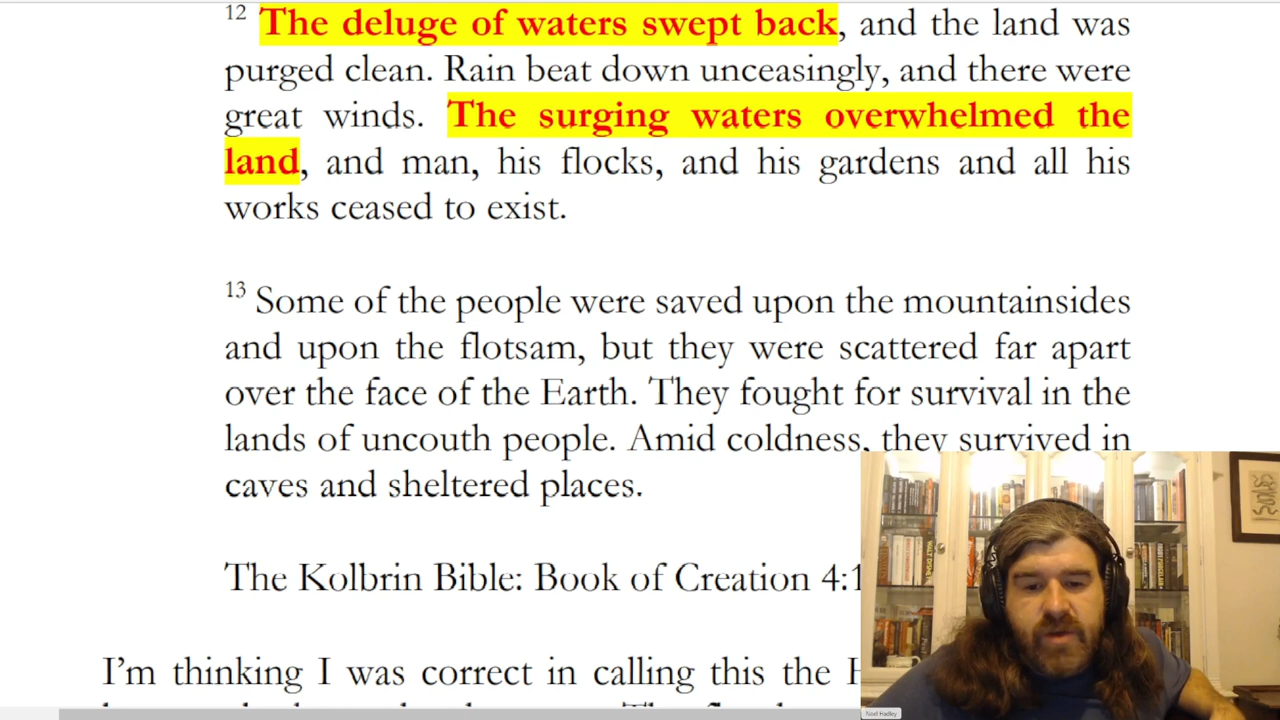 12 The deluge of waters swept back, and the land was
purged clean. Rain beat down unceasingly, and there were
great winds. The surging waters overwhelmed the
land, and man, his flocks, and his gardens and all his
works ceased to exist.
13 Some of the people were saved upon the mountainsides
and upon the flotsam, but they were scattered far apart
over the face of the Earth. They fought for survival in the
lands of uncouth people. Amid coldness, they survived in
caves and sheltered places.
The Kolbrin Bible: Book of Creation 4:1
I'm thinking I was correct in calling this the
Noel Hadley